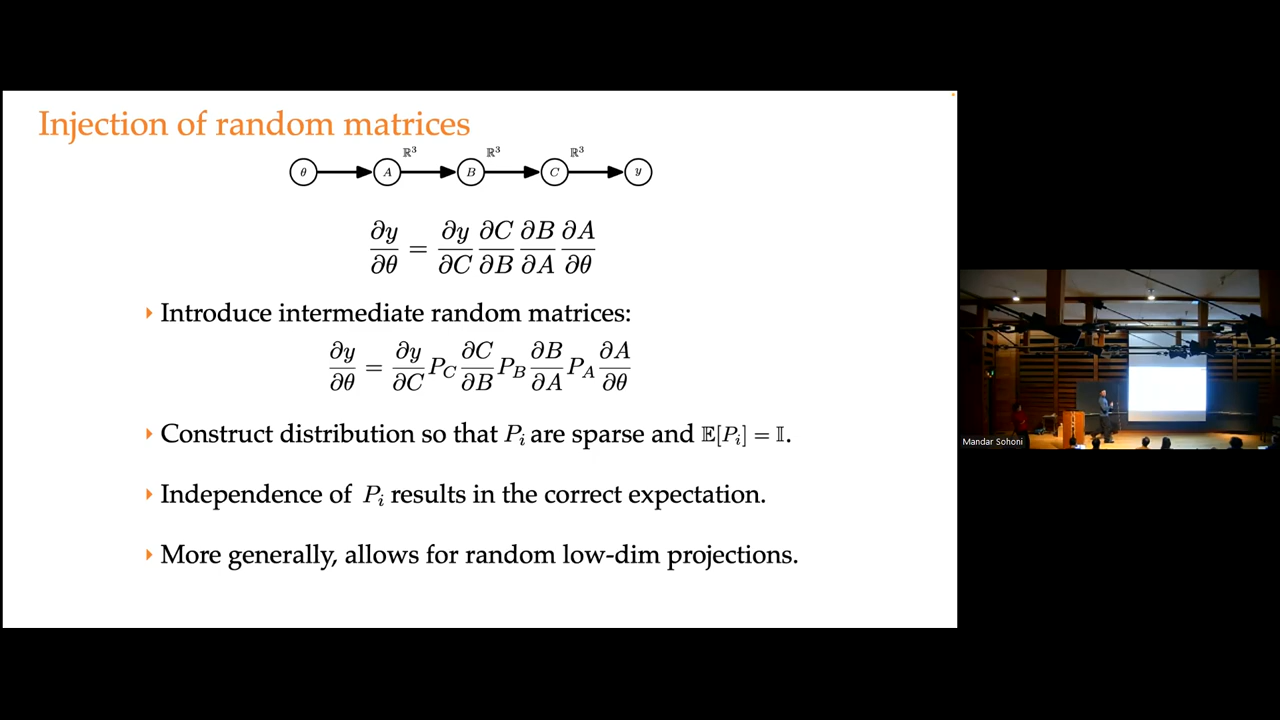 Injection of random matrices
ℝ³ ℝ³ ℝ³
θ A B C y
∂y/∂θ = ∂y/∂C ∂C/∂B ∂B/∂A ∂A/∂θ
Introduce intermediate random matrices:
∂y/∂θ = ∂y/∂C P_C ∂C/∂B P_B ∂B/∂A P_A ∂A/∂θ
Construct distribution so that P_i are sparse and 𝔼[P_i] = 𝕀.
Independence of P_i results in the correct expectation.
More generally, allows for random low-dim projections.
Mandar Sohoni